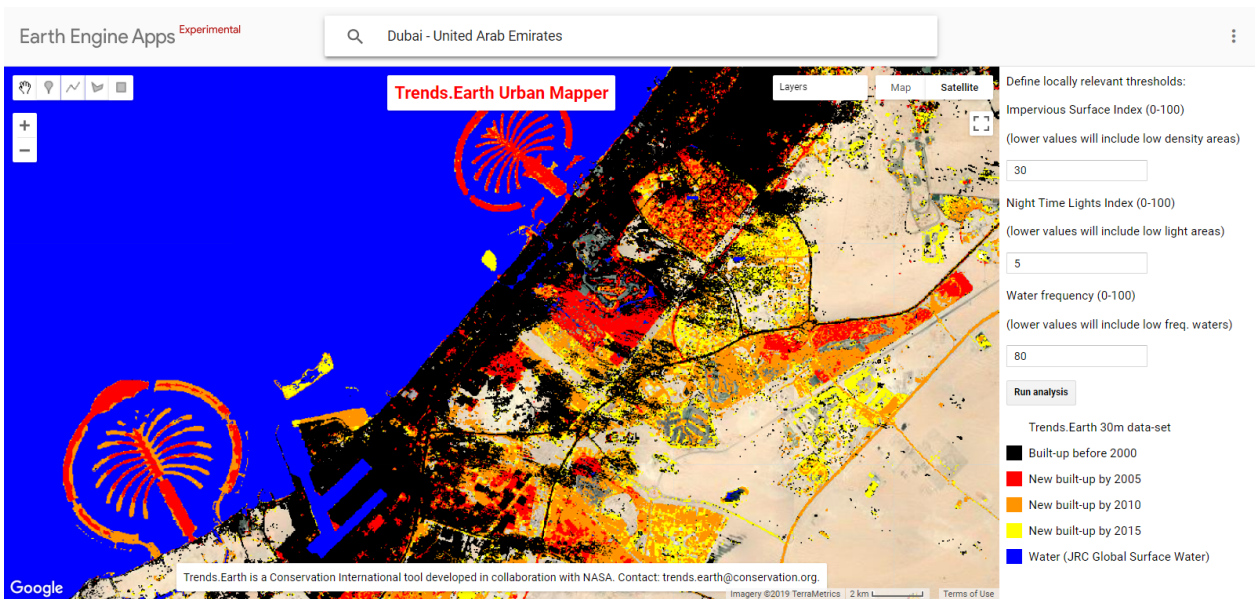 Earth Engine Apps Experimental
Dubai - United Arab Emirates
Trends.Earth Urban Mapper
Layers
Map
Satellite
Define locally relevant thresholds:
Impervious Surface Index (0-100)
(lower values will include low density areas)
30
Night Time Lights Index (0-100)
(lower values will include low light areas)
5
Water frequency (0-100)
(lower values will include low freq. waters)
80
Run analysis
Trends.Earth 30m data-set
Built-up before 2000
New built-up by 2005
New built-up by 2010
New built-up by 2015
Water (JRC Global Surface Water)
Trends.Earth is a Conservation International tool developed in collaboration with NASA. Contact: trends.earth@conservation.org.
Google
Imagery ©2019 TerraMetrics
2 km
Terms of Use